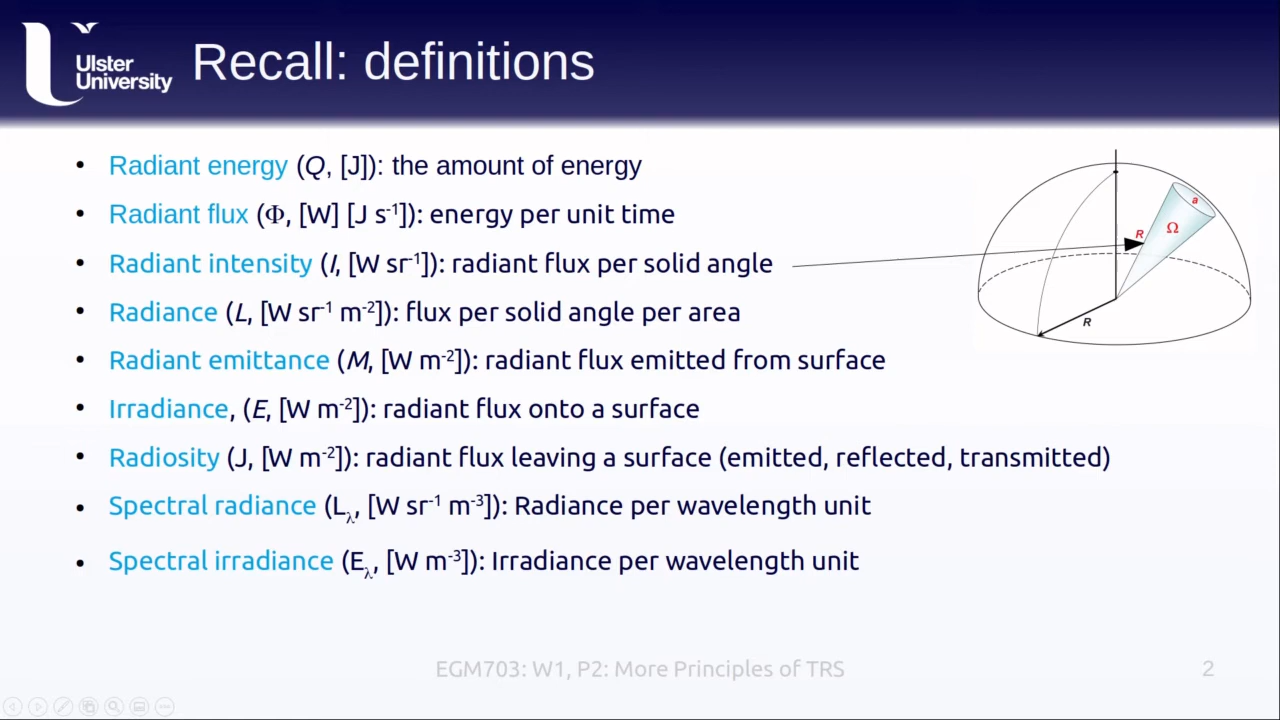 Ulster
University
Recall: definitions
• Radiant energy (Q, [J]): the amount of energy
• Radiant flux (Φ, [W] [J s⁻¹]): energy per unit time
• Radiant intensity (I, [W sr⁻¹]): radiant flux per solid angle
• Radiance (L, [W sr⁻¹ m⁻²]): flux per solid angle per area
• Radiant emittance (M, [W m⁻²]): radiant flux emitted from surface
• Irradiance, (E, [W m⁻²]): radiant flux onto a surface
• Radiosity (J, [W m⁻²]): radiant flux leaving a surface (emitted, reflected, transmitted)
• Spectral radiance (Lλ, [W sr⁻¹ m⁻³]): Radiance per wavelength unit
• Spectral irradiance (Eλ, [W m⁻³]): Irradiance per wavelength unit
a
R
Ω
R
EGM703: W1, P2: More Principles of TRS
2